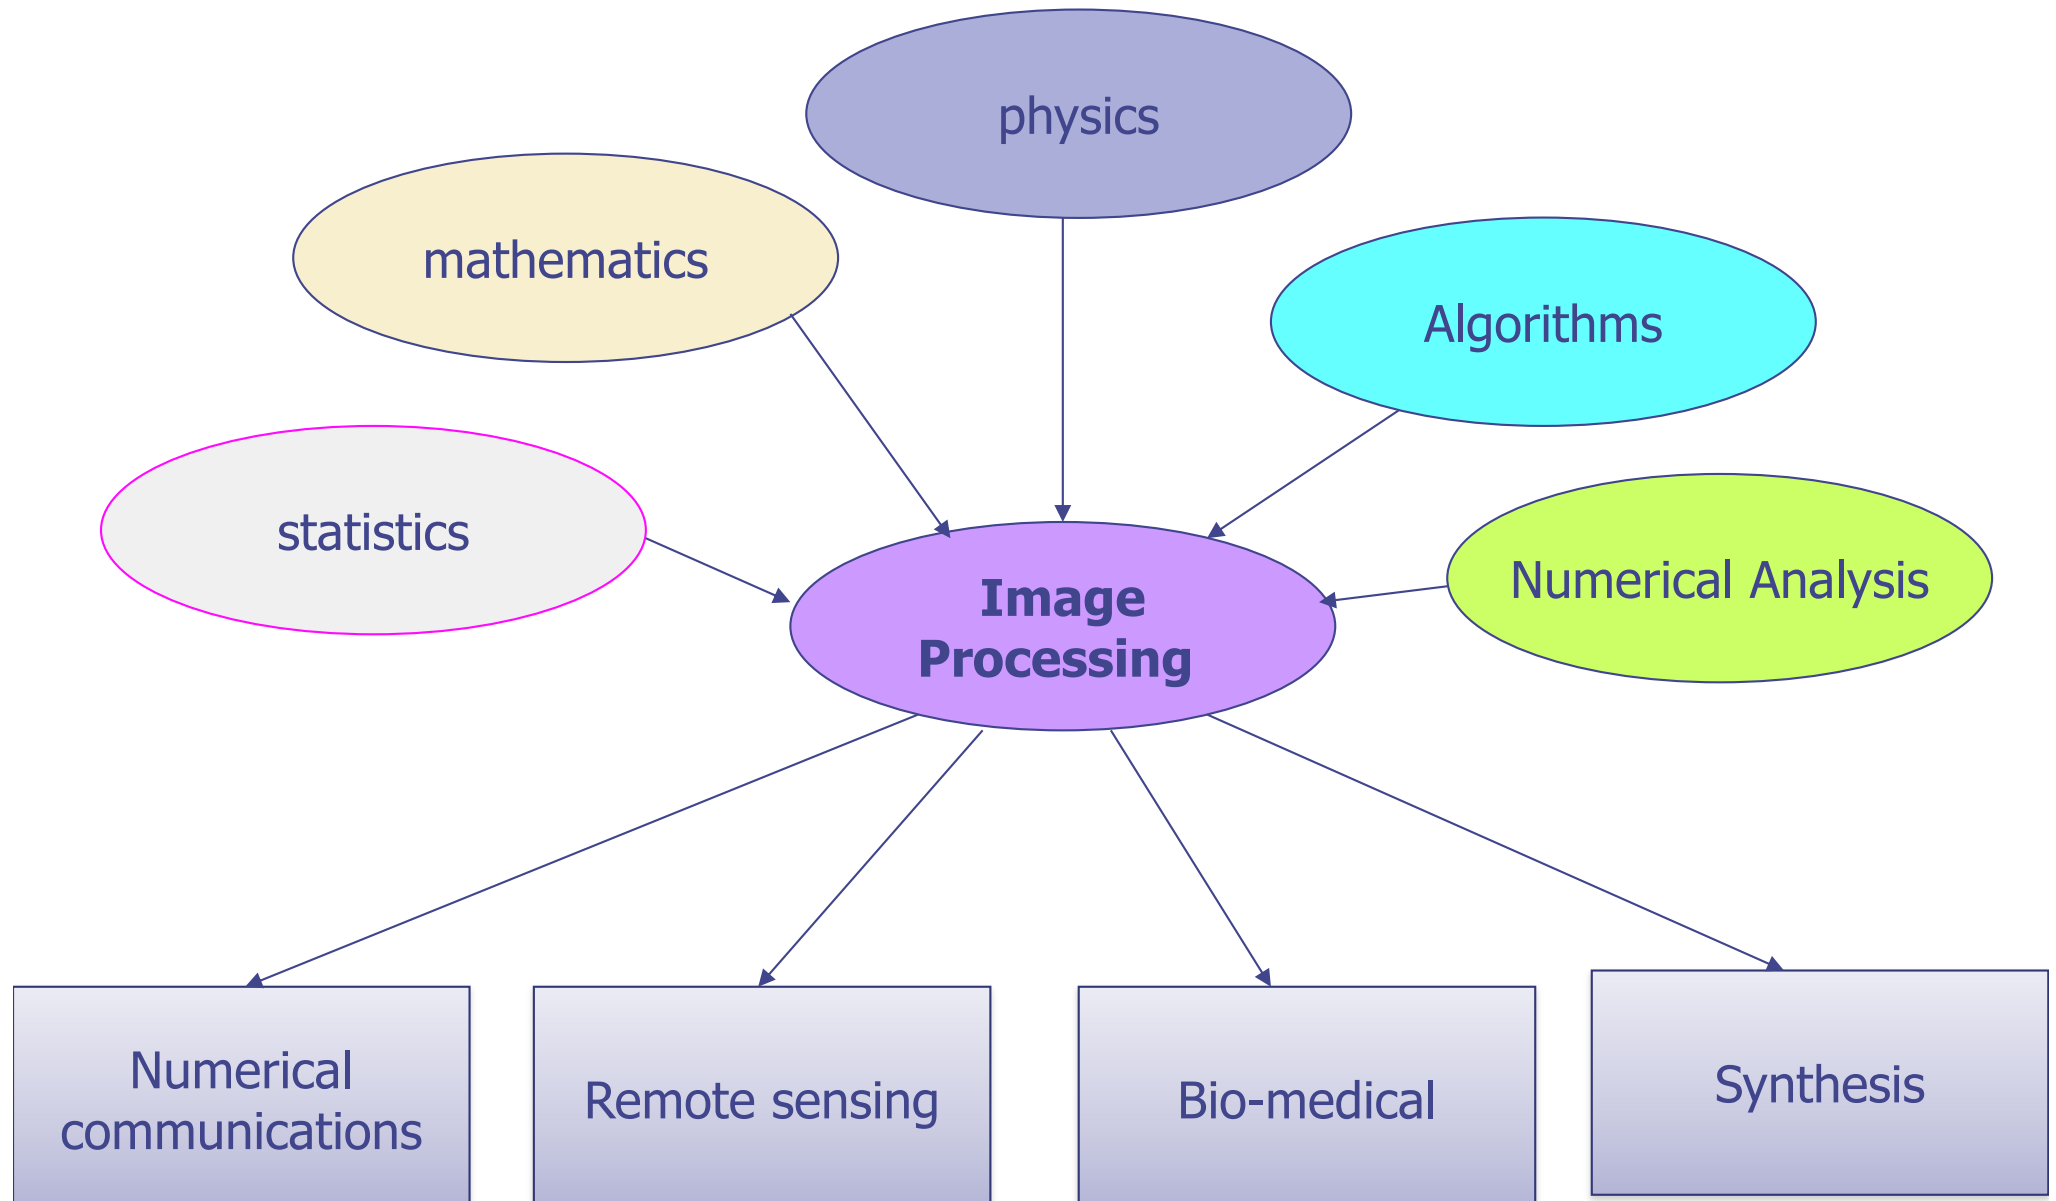 physics
mathematics
Algorithms
statistics
Numerical Analysis
Image
Processing
Numerical
communications
Remote sensing
Bio-medical
Synthesis